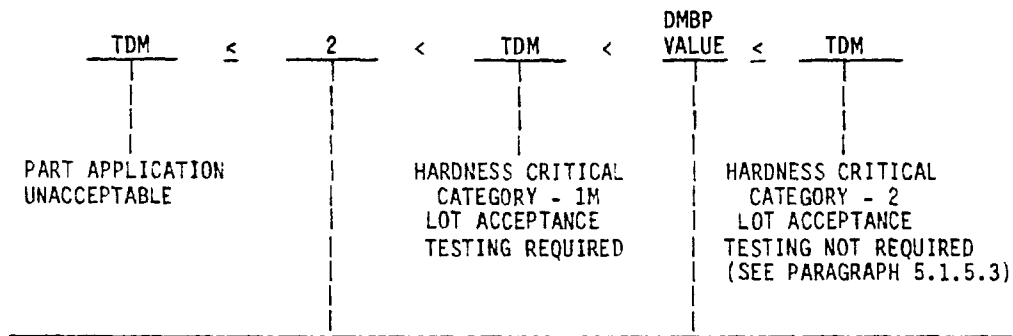 DMBP
TDM ≤ 2 < TDM < VALUE ≤ TDM
PART APPLICATION
UNACCEPTABLE
HARDNESS CRITICAL
CATEGORY - 1M
LOT ACCEPTANCE
TESTING REQUIRED
HARDNESS CRITICAL
CATEGORY - 2
LOT ACCEPTANCE
TESTING NOT REQUIRED
(SEE PARAGRAPH 5.1.5.3)